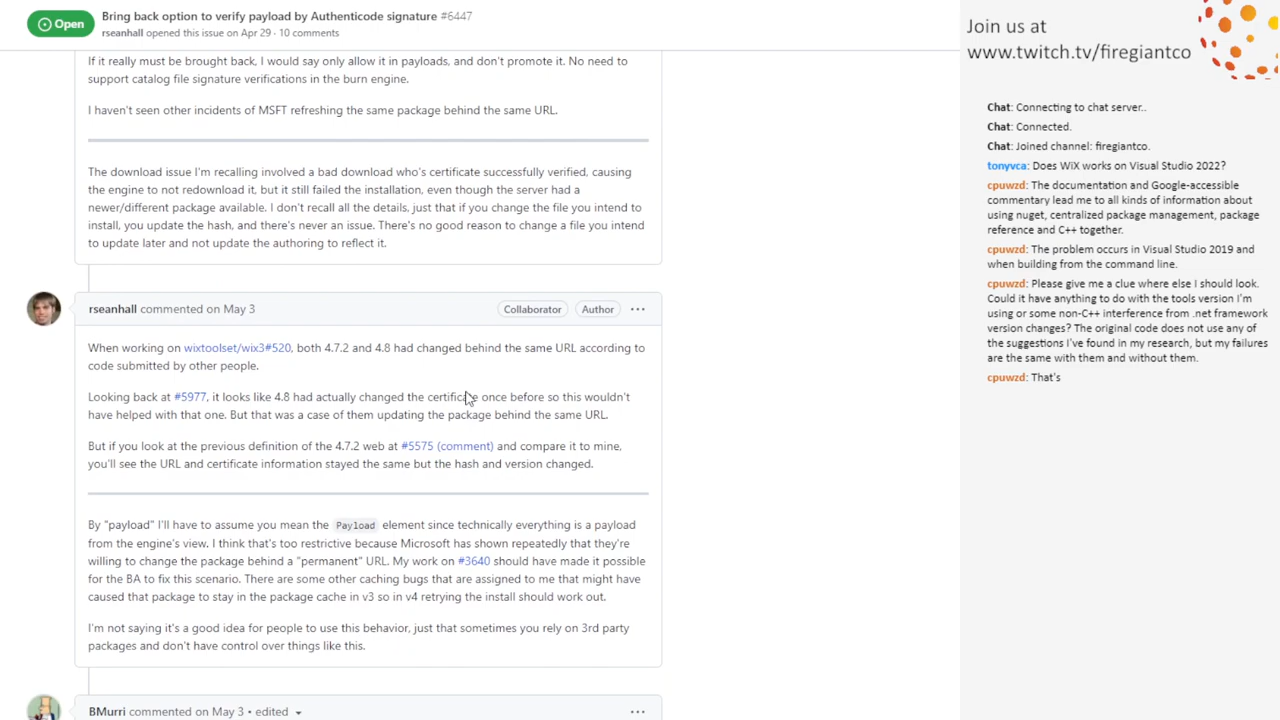 Open
Bring back option to verify payload by Authenticode signature #6447
rseanhall opened this issue on Apr 29 · 10 comments
If it really must be brought back, I would say only allow it in payloads, and don't promote it. No need to
support catalog file signature verifications in the burn engine.
I haven't seen other incidents of MSFT refreshing the same package behind the same URL.
The download issue I'm recalling involved a bad download who's certificate successfully verified, causing
the engine to not redownload it, but it still failed the installation, even though the server had a
newer/different package available. I don't recall all the details, just that if you change the file you intend to
install, you update the hash, and there's never an issue. There's no good reason to change a file you intend
to update later and not update the authoring to reflect it.
rseanhall commented on May 3
Collaborator
Author
When working on wixtoolset/wix3#520, both 4.7.2 and 4.8 had changed behind the same URL according to
code submitted by other people.
Looking back at #5977, it looks like 4.8 had actually changed the certificate once before so this wouldn't
have helped with that one. But that was a case of them updating the package behind the same URL.
But if you look at the previous definition of the 4.7.2 web at #5575 (comment) and compare it to mine,
you'll see the URL and certificate information stayed the same but the hash and version changed.
By "payload" I'll have to assume you mean the Payload element since technically everything is a payload
from the engine's view. I think that's too restrictive because Microsoft has shown repeatedly that they're
willing to change the package behind a "permanent" URL. My work on #3640 should have made it possible
for the BA to fix this scenario. There are some other caching bugs that are assigned to me that might have
caused that package to stay in the package cache in v3 so in v4 retrying the install should work out.
I'm not saying it's a good idea for people to use this behavior, just that sometimes you rely on 3rd party
packages and don't have control over things like this.
BMurri commented on May 3 • edited
Join us at
www.twitch.tv/firegiantco
Chat: Connecting to chat server..
Chat: Connected.
Chat: Joined channel: firegiantco.
tonyvca: Does WiX works on Visual Studio 2022?
cpuwzd: The documentation and Google-accessible
commentary lead me to all kinds of information about
using nuget, centralized package management, package
reference and C++ together.
cpuwzd: The problem occurs in Visual Studio 2019 and
when building from the command line.
cpuwzd: Please give me a clue where else I should look.
Could it have anything to do with the tools version I'm
using or some non-C++ interference from .net framework
version changes? The original code does not use any of
the suggestions I've found in my research, but my failures
are the same with them and without them.
cpuwzd: That's